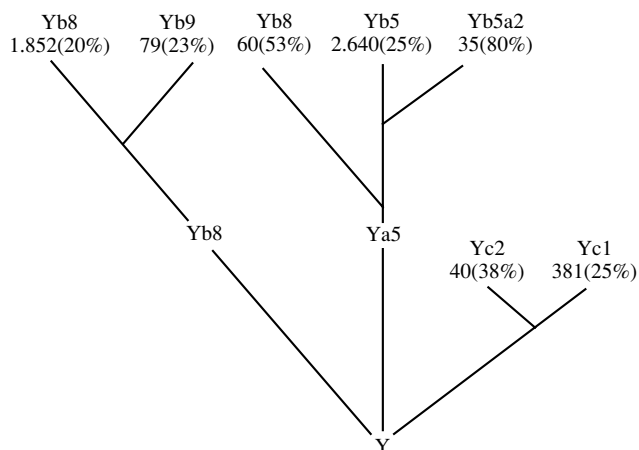 Yb8 Yb9 Yb8 Yb5 Yb5a2
1.852(20%) 79(23%) 60(53%) 2.640(25%) 35(80%)
Yb8 Ya5
Yc2 Yc1
40(38%) 381(25%)
Y